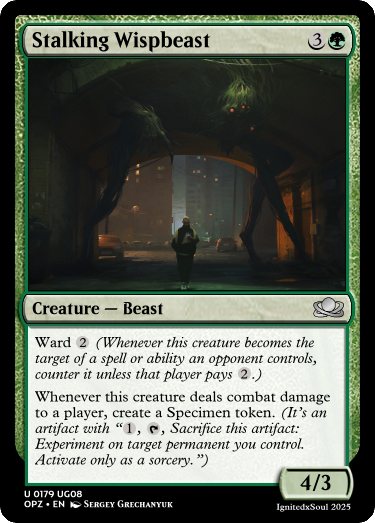 Stalking Wispbeast 3
Creature — Beast
Ward 2 (Whenever this creature becomes the
target of a spell or ability an opponent controls,
counter it unless that player pays 2.)
Whenever this creature deals combat damage
to a player, create a Specimen token. (It's an
artifact with “1, Sacrifice this artifact:
Experiment on target permanent you control.
Activate only as a sorcery.”)
4/3
U 0179 UG08
OPZ • EN Sergey Grechanyuk
IgnitedxSoul 2025